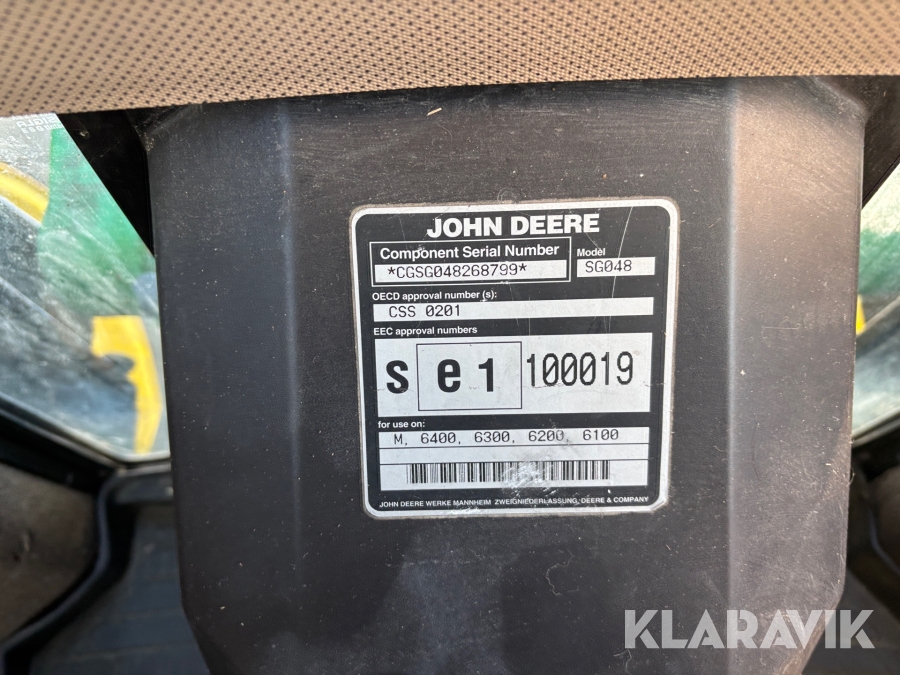 JOHN DEERE
Component Serial Number
Model
*CGSG048268799*
SG048
OECD approval number (s):
CSS 0201
EEC approval numbers
s e1 100019
for use on:
M, 6400, 6300, 6200, 6100
JOHN DEERE WERKE MANNHEIM ZWEIGNIEDERLASSUNG, DEERE & COMPANY
KLARAVIK